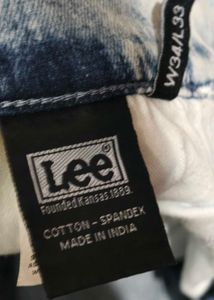 W34/L33
Lee®
Founded Kansas.1889.
COTTON - SPANDEX
MADE IN INDIA